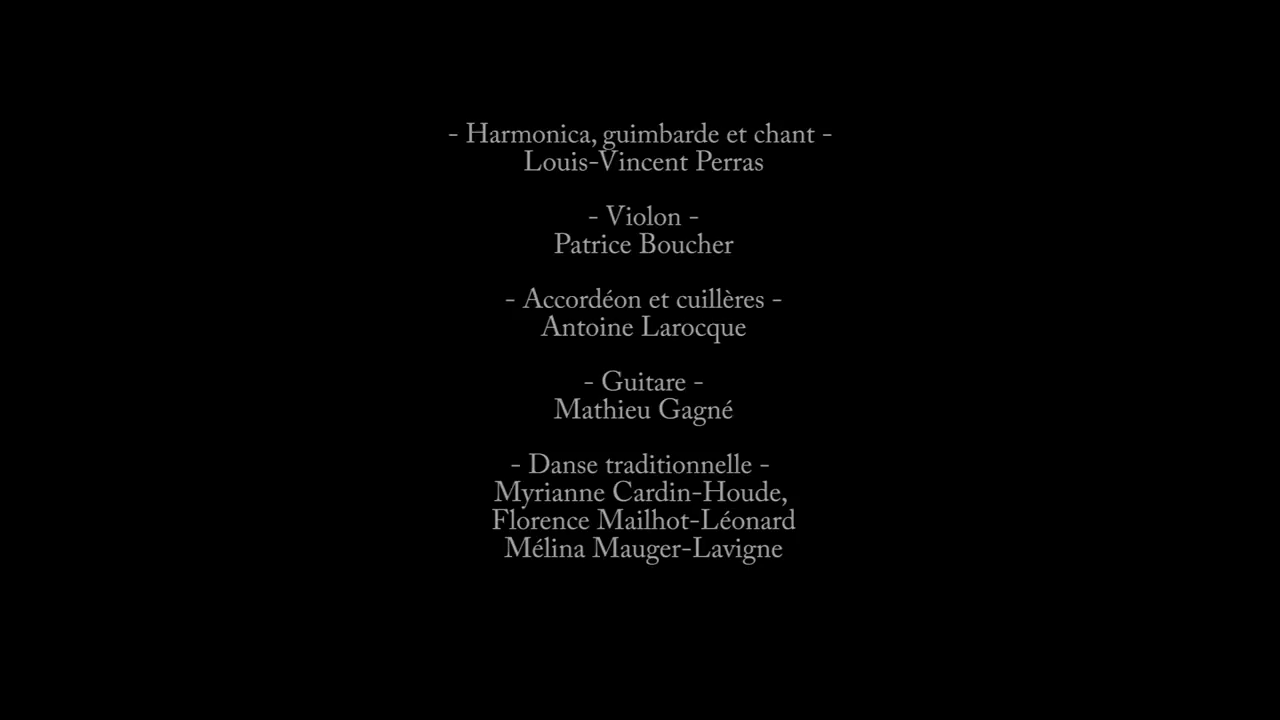 - Harmonica, guimbarde et chant -
Louis-Vincent Perras
- Violon -
Patrice Boucher
- Accordéon et cuillères -
Antoine Larocque
- Guitare -
Mathieu Gagné
- Danse traditionnelle -
Myrianne Cardin-Houde,
Florence Mailhot-Léonard
Mélina Mauger-Lavigne